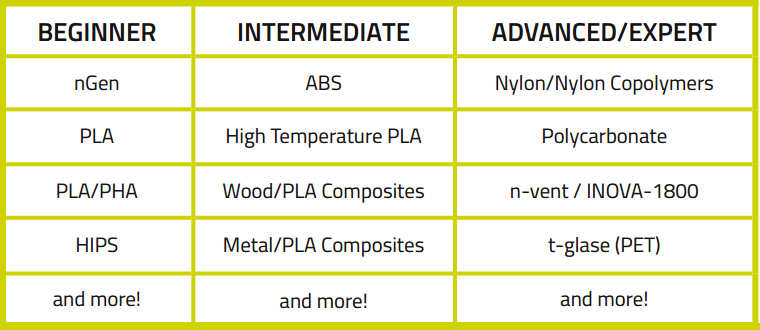 BEGINNER INTERMEDIATE ADVANCED/EXPERT
nGen ABS Nylon/Nylon Copolymers
PLA High Temperature PLA Polycarbonate
PLA/PHA Wood/PLA Composites n-vent / INOVA-1800
HIPS Metal/PLA Composites t-glase (PET)
and more! and more! and more!